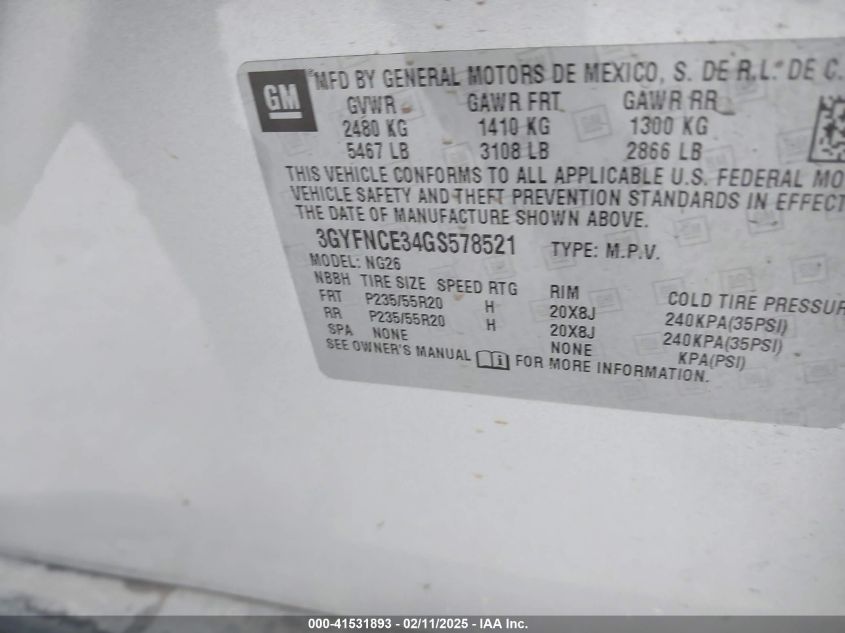 GM
MFD BY GENERAL MOTORS DE MEXICO, S. DE R.L. DE C.
GVWR GAWR FRT GAWR RR
2480 KG 1410 KG 1300 KG
5467 LB 3108 LB 2866 LB
THIS VEHICLE CONFORMS TO ALL APPLICABLE U.S. FEDERAL MO
VEHICLE SAFETY AND THEFT PREVENTION STANDARDS IN EFFECT
THE DATE OF MANUFACTURE SHOWN ABOVE.
3GYFNCE34GS578521 TYPE: M.P.V.
MODEL: NG26
NBBH TIRE SIZE SPEED RTG RIM COLD TIRE PRESSUR
FRT P235/55R20 H 20X8J 240KPA(35PSI)
RR P235/55R20 H 20X8J 240KPA(35PSI)
SPA NONE NONE KPA(PSI)
SEE OWNER'S MANUAL FOR MORE INFORMATION.
000-41531893 - 02/11/2025 - IAA Inc.